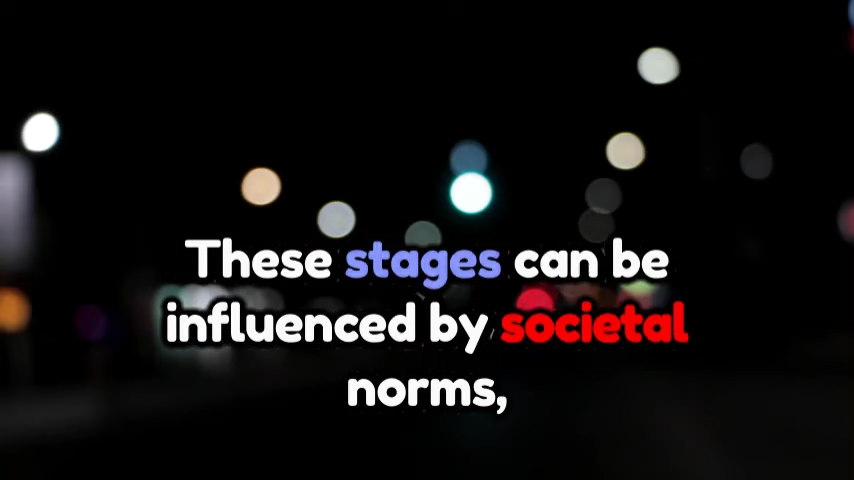 These stages can be
influenced by societal
norms,